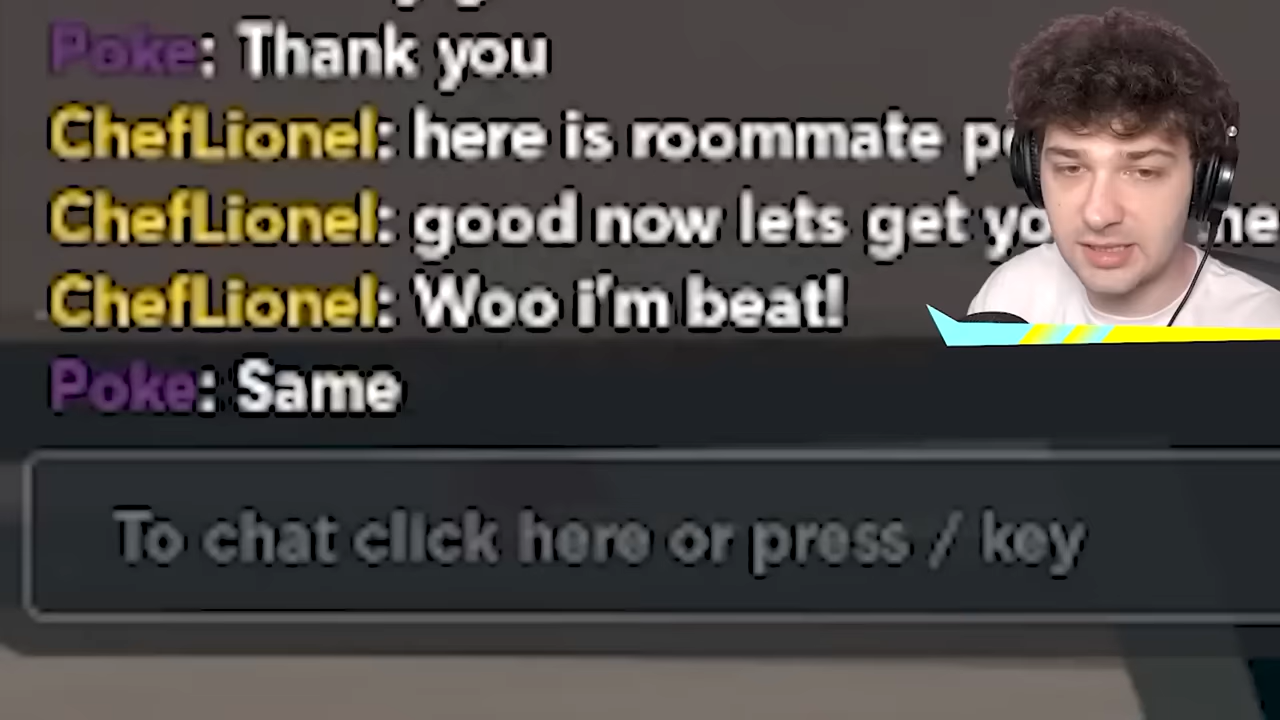 Poke: Thank you
ChefLionel: here is roommate
ChefLionel: good now lets get
ChefLionel: Woo i'm beat!
Poke: Same
To chat click here or press / key